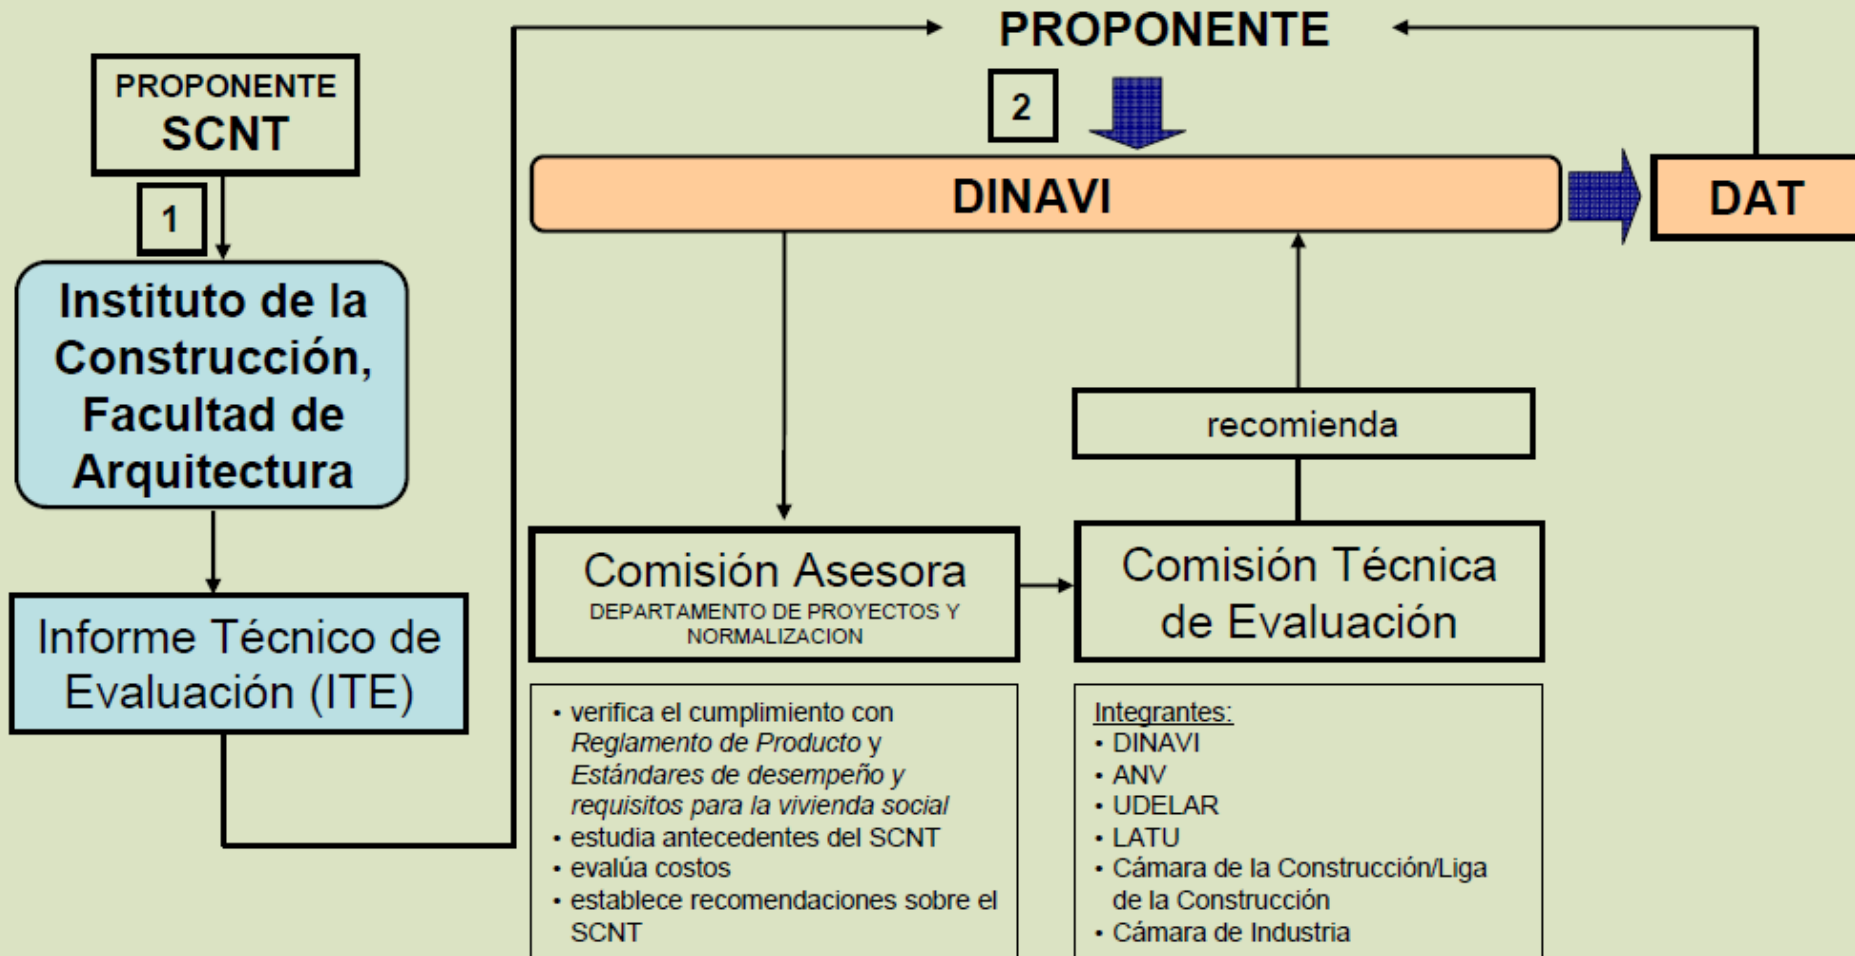 PROPONENTE
SCNT
1
Instituto de la
Construcción,
Facultad de
Arquitectura
Informe Técnico de
Evaluación (ITE)
PROPONENTE
2
DINAVI
DAT
recomienda
Comisión Asesora
DEPARTAMENTO DE PROYECTOS Y
NORMALIZACION
Comisión Técnica
de Evaluación
• verifica el cumplimiento con
Reglamento de Producto y
Estándares de desempeño y
requisitos para la vivienda social
• estudia antecedentes del SCNT
• evalúa costos
• establece recomendaciones sobre el
SCNT
Integrantes:
• DINAVI
• ANV
• UDELAR
• LATU
• Cámara de la Construcción/Liga
de la Construcción
• Cámara de Industria